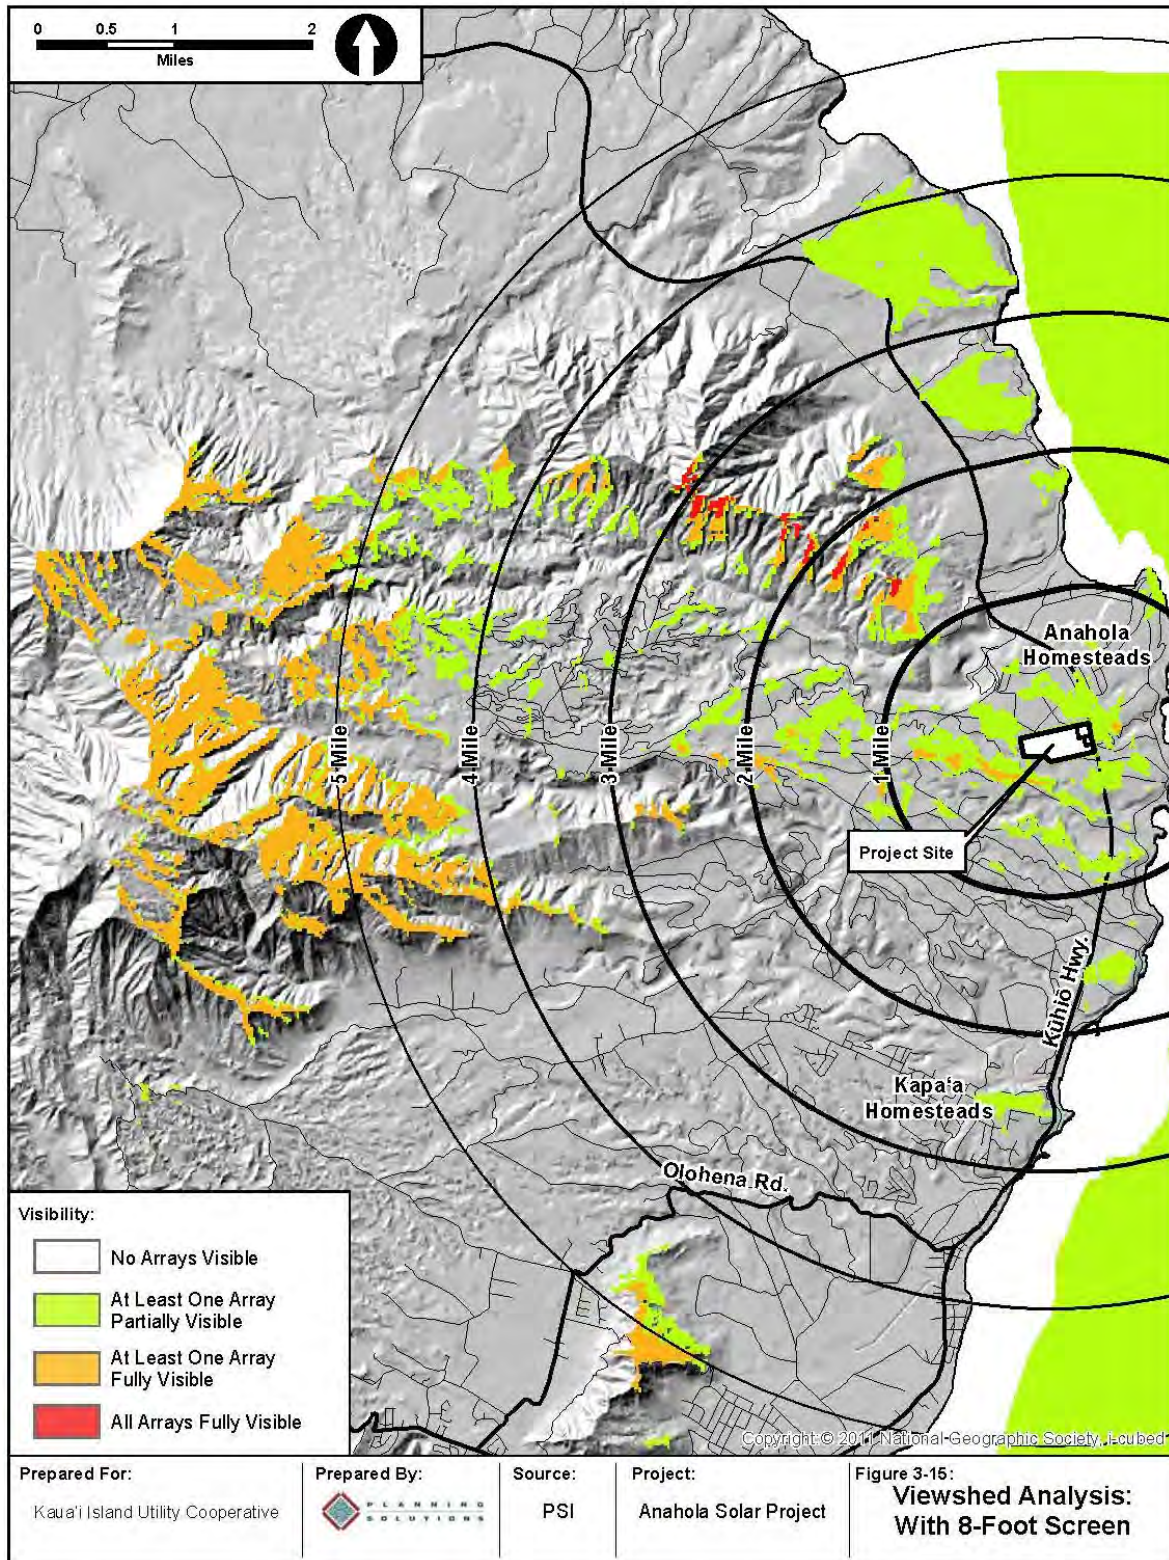 0 0.5 1 2
Miles
Anahola
Homesteads
5 Mile
4 Mile
3 Mile
2 Mile
1 Mile
Project Site
Kūhiō Hwy.
Kapa'a
Homesteads
Olohena Rd.
Visibility:
No Arrays Visible
At Least One Array
Partially Visible
At Least One Array
Fully Visible
All Arrays Fully Visible
Copyright:© 2011 National Geographic Society, i-cubed
Prepared For:
Kaua'i Island Utility Cooperative
Prepared By:
PLANNING
SOLUTIONS
Source:
PSI
Project:
Anahola Solar Project
Figure 3-15:
Viewshed Analysis:
With 8-Foot Screen